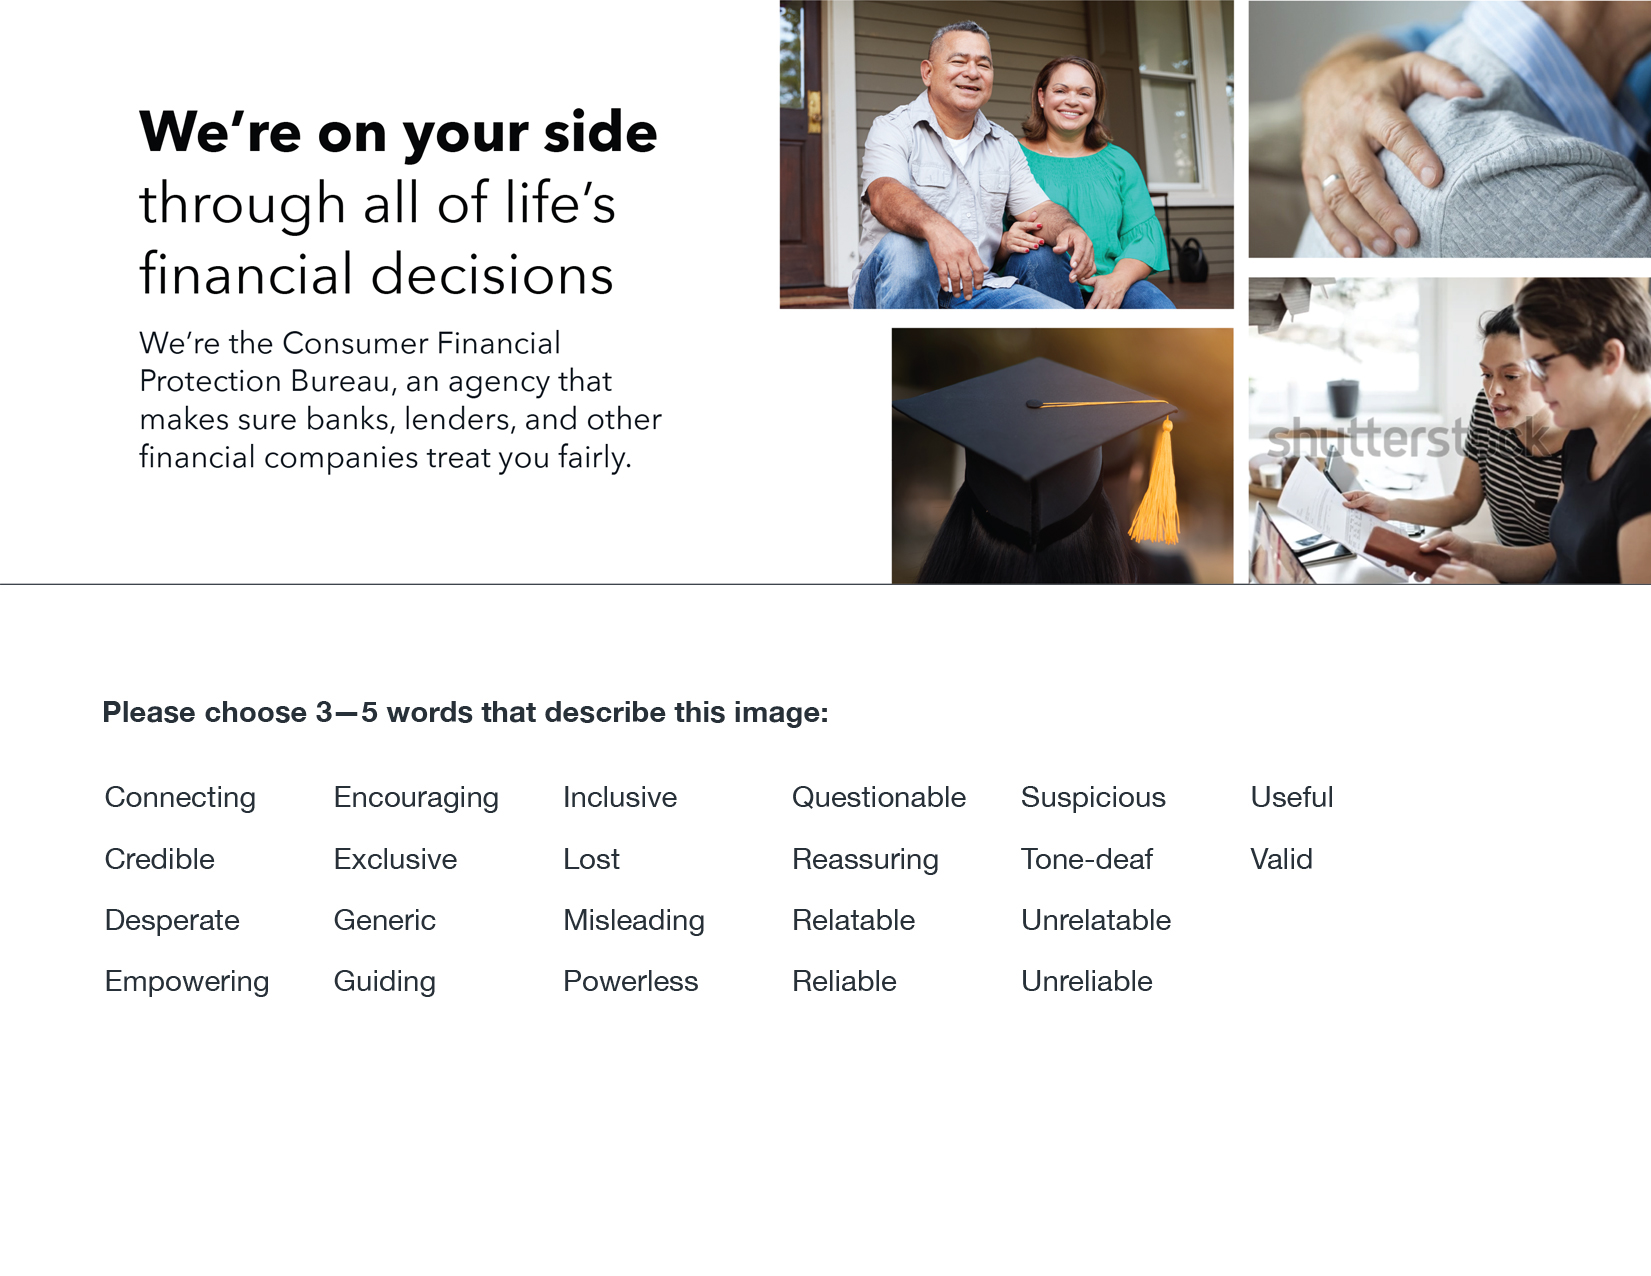 We're on your side
through all of life's
financial decisions
We're the Consumer Financial
Protection Bureau, an agency that
makes sure banks, lenders, and other
financial companies treat you fairly.
shutterstock
Please choose 3—5 words that describe this image:
Connecting Encouraging Inclusive Questionable Suspicious Useful
Credible Exclusive Lost Reassuring Tone-deaf Valid
Desperate Generic Misleading Relatable Unrelatable
Empowering Guiding Powerless Reliable Unreliable